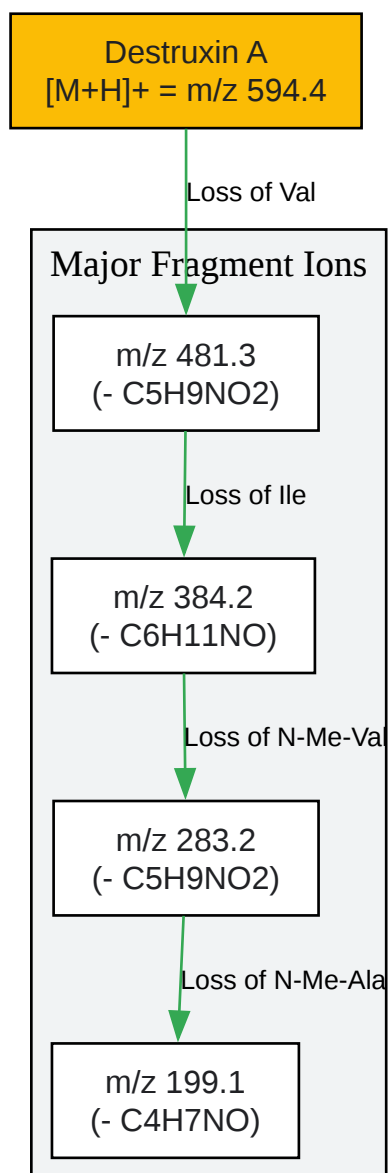 Destruxin A
[M+H]+ = m/z 594.4
Loss of Val
Major Fragment Ions
m/z 481.3
(- C5H9NO2)
Loss of Ile
m/z 384.2
(- C6H11NO)
Loss of N-Me-Val
m/z 283.2
(- C5H9NO2)
Loss of N-Me-Ala
m/z 199.1
(- C4H7NO)